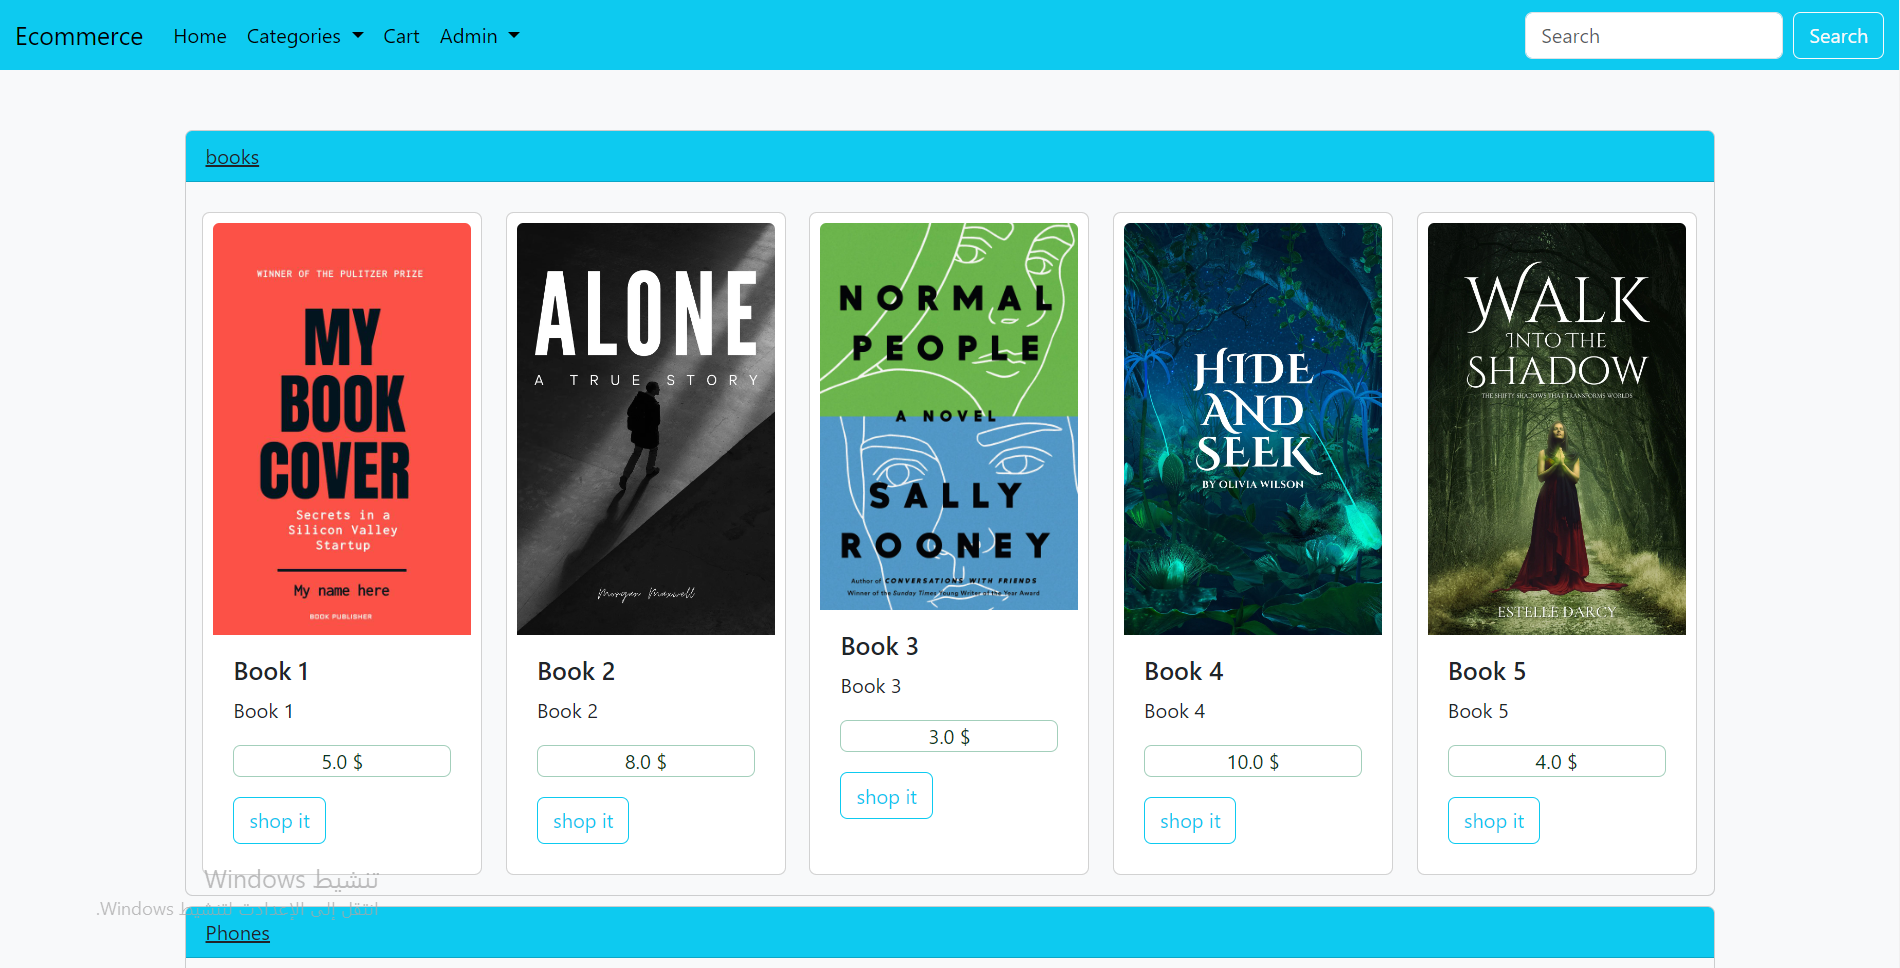 Ecommerce Home Categories Cart Admin Search Search
books
WINNER OF THE PULITZER PRIZE
MY
BOOK
COVER
Secrets in a
Silicon Valley
Startup
My name here
BOOK PUBLISHER
Book 1
Book 1
5.0 $
shop it
ALONE
A TRUE STORY
Morgan Maxwell
Book 2
Book 2
8.0 $
shop it
NORMAL
PEOPLE
A NOVEL
SALLY
ROONEY
Author of CONVERSATIONS WITH FRIENDS
Winner of the Sunday Times Young Writer of the Year Award
Book 3
Book 3
3.0 $
shop it
HIDE
AND
SEEK
BY OLIVIA WILSON
Book 4
Book 4
10.0 $
shop it
WALK
INTO THE
SHADOW
THE SHIFTY SHADOWS THAT TRANSFORMS WORLDS
ESTELLE DARCY
Book 5
Book 5
4.0 $
shop it
تنشيط Windows
انتقل إلى الإعدادات لتنشيط Windows.
Phones